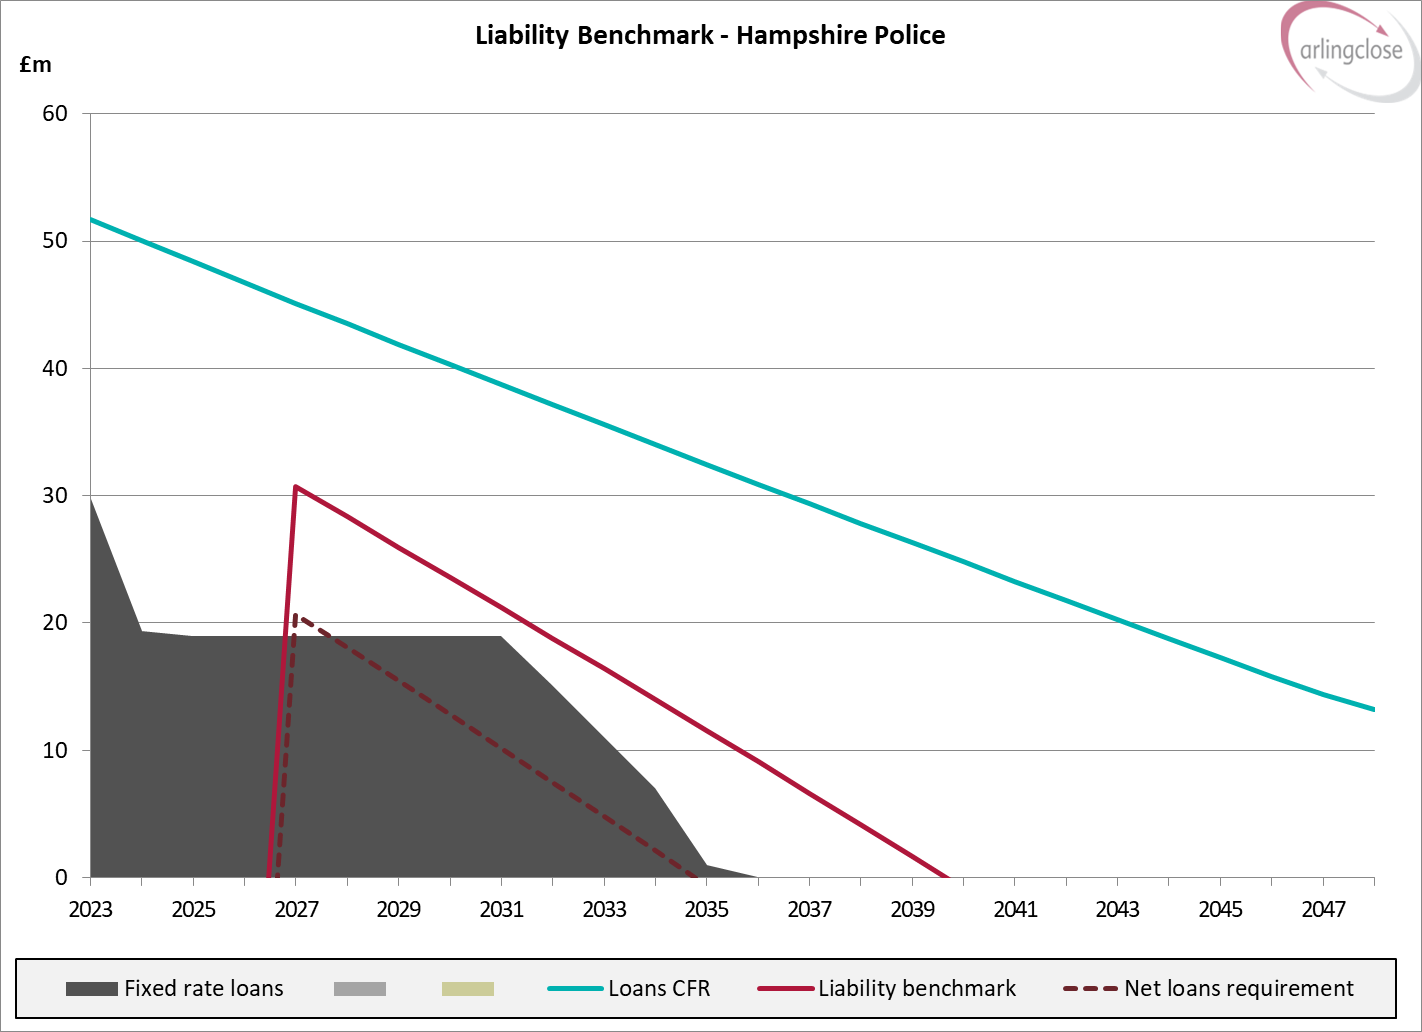 Liability Benchmark - Hampshire Police
arlingclose
£m
60
50
40
30
20
10
0
2023 2025 2027 2029 2031 2033 2035 2037 2039 2041 2043 2045 2047
Fixed rate loans Loans CFR Liability benchmark Net loans requirement